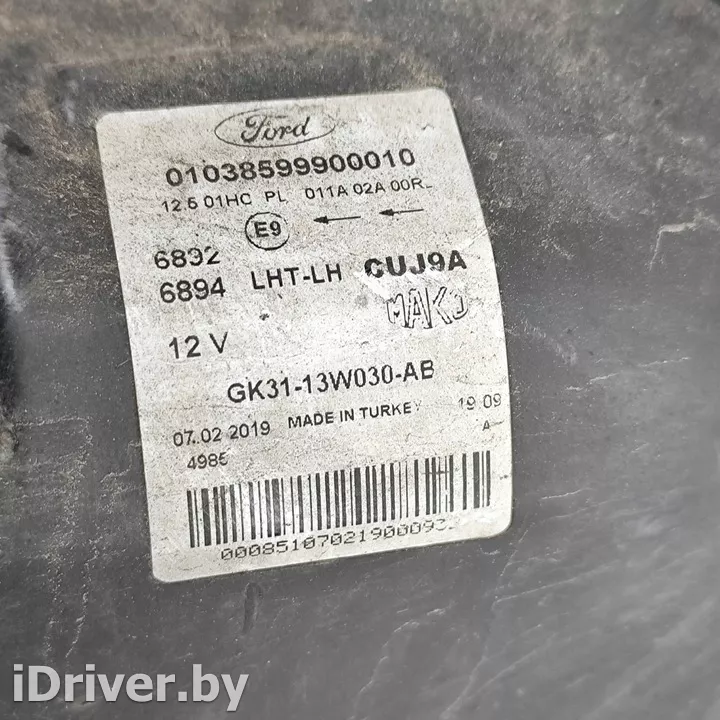 Ford
01038599900010
12.5 01HC PL 011A 02A 00R
E9
6892
6894 LHT-LH CUJ9A
MAKO
12 V
GK31-13W030-AB
07.02 2019 MADE IN TURKEY 19 09
A
4985
iDriver.by